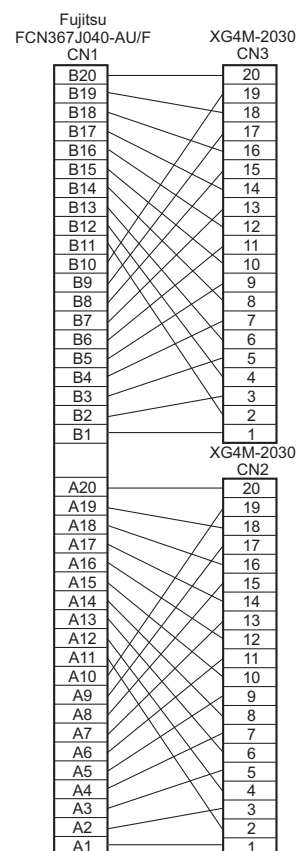 Fujitsu
FCN367J040-AU/F XG4M-2030
CN1 CN3
B20 20
B19 19
B18 18
B17 17
B16 16
B15 15
B14 14
B13 13
B12 12
B11 11
B10 10
B9 9
B8 8
B7 7
B6 6
B5 5
B4 4
B3 3
B2 2
B1 1
XG4M-2030
CN2
A20 20
A19 19
A18 18
A17 17
A16 16
A15 15
A14 14
A13 13
A12 12
A11 11
A10 10
A9 9
A8 8
A7 7
A6 6
A5 5
A4 4
A3 3
A2 2
A1 1